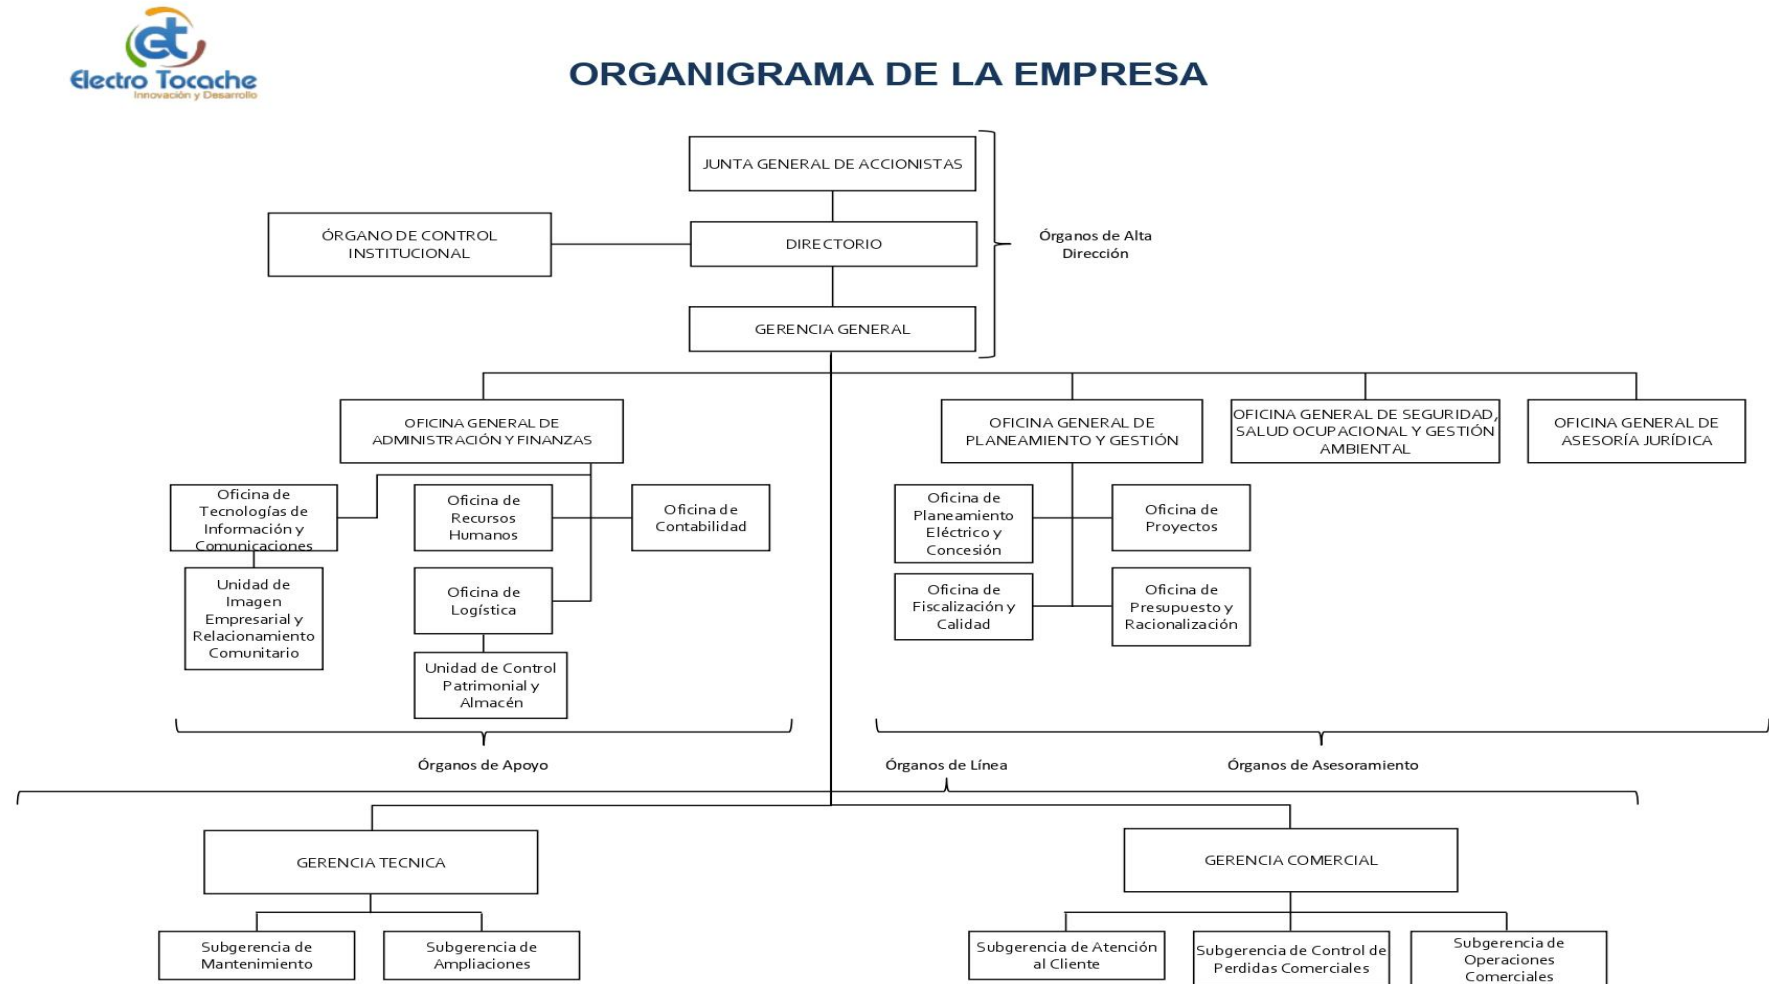 et
Electro Tocache
Innovación y Desarrollo
ORGANIGRAMA DE LA EMPRESA
JUNTA GENERAL DE ACCIONISTAS
ÓRGANO DE CONTROL
INSTITUCIONAL
DIRECTORIO
Órganos de Alta
Dirección
GERENCIA GENERAL
OFICINA GENERAL DE
ADMINISTRACIÓN Y FINANZAS
OFICINA GENERAL DE
PLANEAMIENTO Y GESTIÓN
OFICINA GENERAL DE SEGURIDAD,
SALUD OCUPACIONAL Y GESTIÓN
AMBIENTAL
OFICINA GENERAL DE
ASESORÍA JURÍDICA
Oficina de
Tecnologías de
Información y
Comunicaciones
Oficina de
Recursos
Humanos
Oficina de
Contabilidad
Oficina de
Planeamiento
Eléctrico y
Concesión
Oficina de
Proyectos
Unidad de
Imagen
Empresarial y
Relacionamiento
Comunitario
Oficina de
Logística
Oficina de
Fiscalización y
Calidad
Oficina de
Presupuesto y
Racionalización
Unidad de Control
Patrimonial y
Almacén
Órganos de Apoyo
Órganos de Línea
Órganos de Asesoramiento
GERENCIA TECNICA
GERENCIA COMERCIAL
Subgerencia de
Mantenimiento
Subgerencia de
Ampliaciones
Subgerencia de Atención
al Cliente
Subgerencia de Control de
Perdidas Comerciales
Subgerencia de
Operaciones
Comerciales